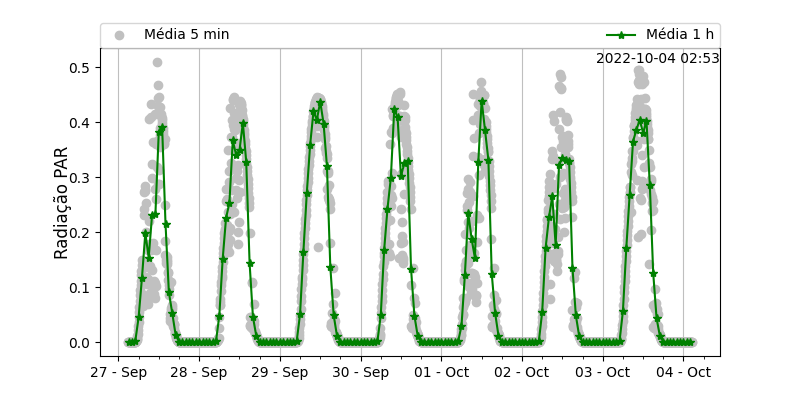 Média 5 min
Média 1 h
2022-10-04 02:53
Radiação PAR
0.5
0.4
0.3
0.2
0.1
0.0
27 - Sep
28 - Sep
29 - Sep
30 - Sep
01 - Oct
02 - Oct
03 - Oct
04 - Oct